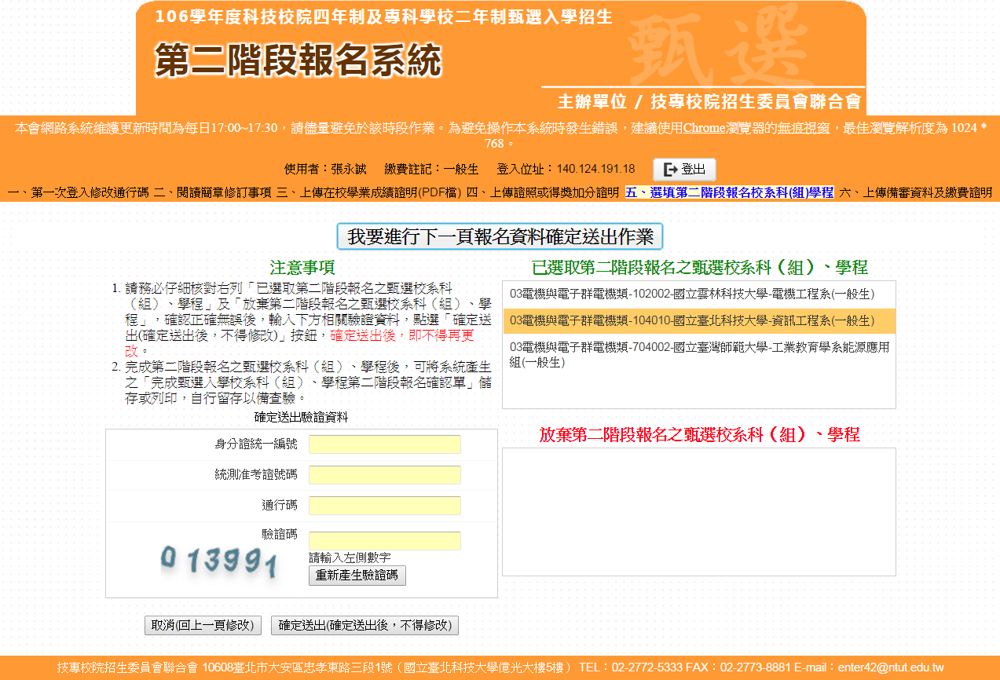 106學年度科技校院四年制及專科學校二年制甄選入學招生
甄選
第二階段報名系統
主辦單位 / 技專校院招生委員會聯合會
本會網路系統維護更新時間為每日17:00~17:30，請儘量避免於該時段作業。為避免操作本系統時發生錯誤，建議使用Chrome瀏覽器的無痕視窗，最佳瀏覽解析度為 1024 *
768。
使用者：張永誠 繳費註記：一般生 登入位址：140.124.191.18 登出
一、第一次登入修改通行碼 二、閱讀簡章修訂事項 三、上傳在校學業成績證明(PDF檔) 四、上傳證照或得獎加分證明 五、選填第二階段報名校系科(組)學程 六、上傳備審資料及繳費證明
我要進行下一頁報名資料確定送出作業
注意事項
1. 請務必仔細核對右列「已選取第二階段報名之甄選校系科
（組）、學程」及「放棄第二階段報名之甄選校系科（組）、學
程」，確認正確無誤後，輸入下方相關驗證資料，點選「確定送
出(確定送出後，不得修改)」按鈕，確定送出後，即不得再更
改。
2. 完成第二階段報名之甄選校系科（組）、學程後，可將系統產生
之「完成甄選入學校系科（組）、學程第二階段報名確認單」儲
存或列印，自行留存以備查驗。
確定送出驗證資料
身分證統一編號
統測准考證號碼
通行碼
驗證碼
013991
請輸入左側數字
重新產生驗證碼
取消(回上一頁修改) 確定送出(確定送出後，不得修改)
已選取第二階段報名之甄選校系科（組）、學程
03電機與電子群電機類-102002-國立雲林科技大學-電機工程系(一般生)
03電機與電子群電機類-104010-國立臺北科技大學-資訊工程系(一般生)
03電機與電子群電機類-704002-國立臺灣師範大學-工業教育學系能源應用
組(一般生)
放棄第二階段報名之甄選校系科（組）、學程
技專校院招生委員會聯合會 10608臺北市大安區忠孝東路三段1號（國立臺北科技大學億光大樓5樓） TEL：02-2772-5333 FAX：02-2773-8881 E-mail：enter42@ntut.edu.tw